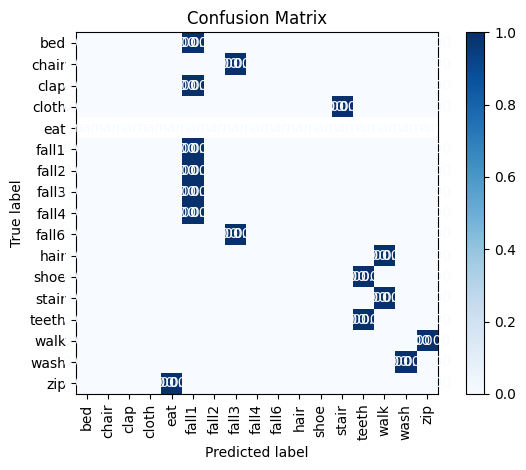 Confusion Matrix
bed
chair
clap
cloth
eat
fall1
fall2
fall3
fall4
fall6
hair
shoe
stair
teeth
walk
wash
zip
True label
bed chair clap cloth eat fall1 fall2 fall3 fall4 fall6 hair shoe stair teeth walk wash zip
Predicted label
1.0
0.8
0.6
0.4
0.2
0.0